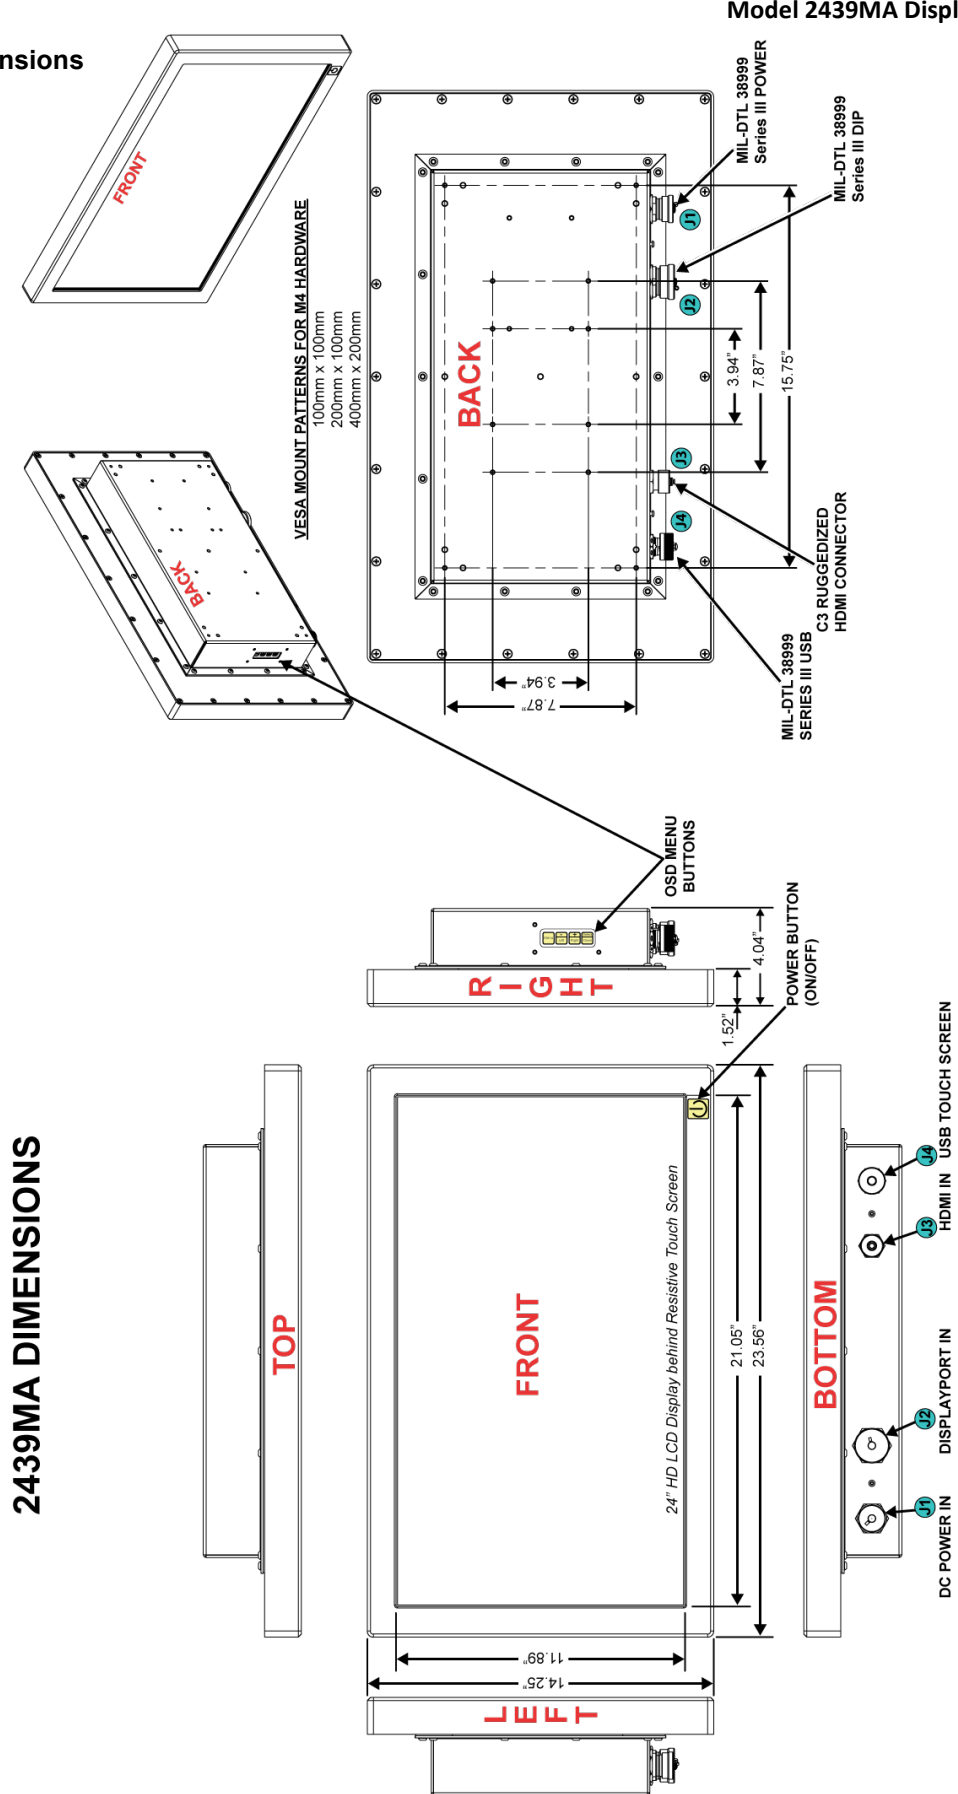 Model 2439MA Displ
nsions
2439MA DIMENSIONS
TOP
LEFT
FRONT
24" HD LCD Display behind Resistive Touch Screen
11.89"
14.25"
21.05"
23.56"
RIGHT
1.52"
4.04"
OSD MENU
BUTTONS
POWER BUTTON
(ON/OFF)
BOTTOM
J1
DC POWER IN
J2
DISPLAYPORT IN
J3
HDMI IN
J4
USB TOUCH SCREEN
BACK
FRONT
VESA MOUNT PATTERNS FOR M4 HARDWARE
100mm x 100mm
200mm x 100mm
400mm x 200mm
BACK
3.94"
7.87"
J4
J3
J2
J1
3.94"
7.87"
15.75"
MIL-DTL 38999
SERIES III USB
C3 RUGGEDIZED
HDMI CONNECTOR
MIL-DTL 38999
Series III DIP
MIL-DTL 38999
Series III POWER